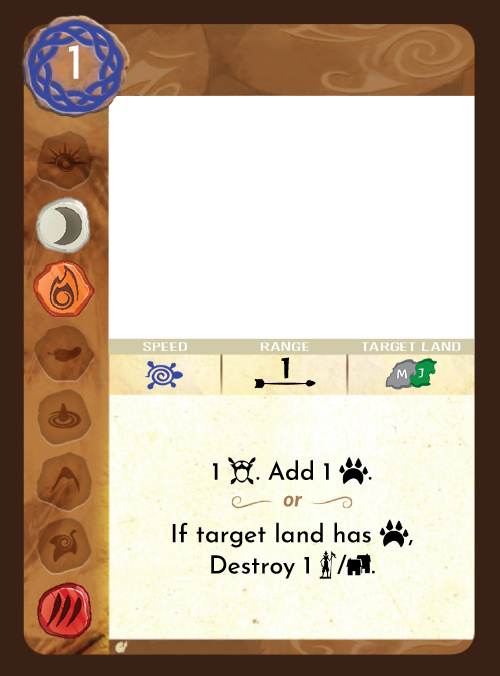 1
SPEED RANGE TARGET LAND
1 M J
1 . Add 1 .
or
If target land has ,
Destroy 1 / .